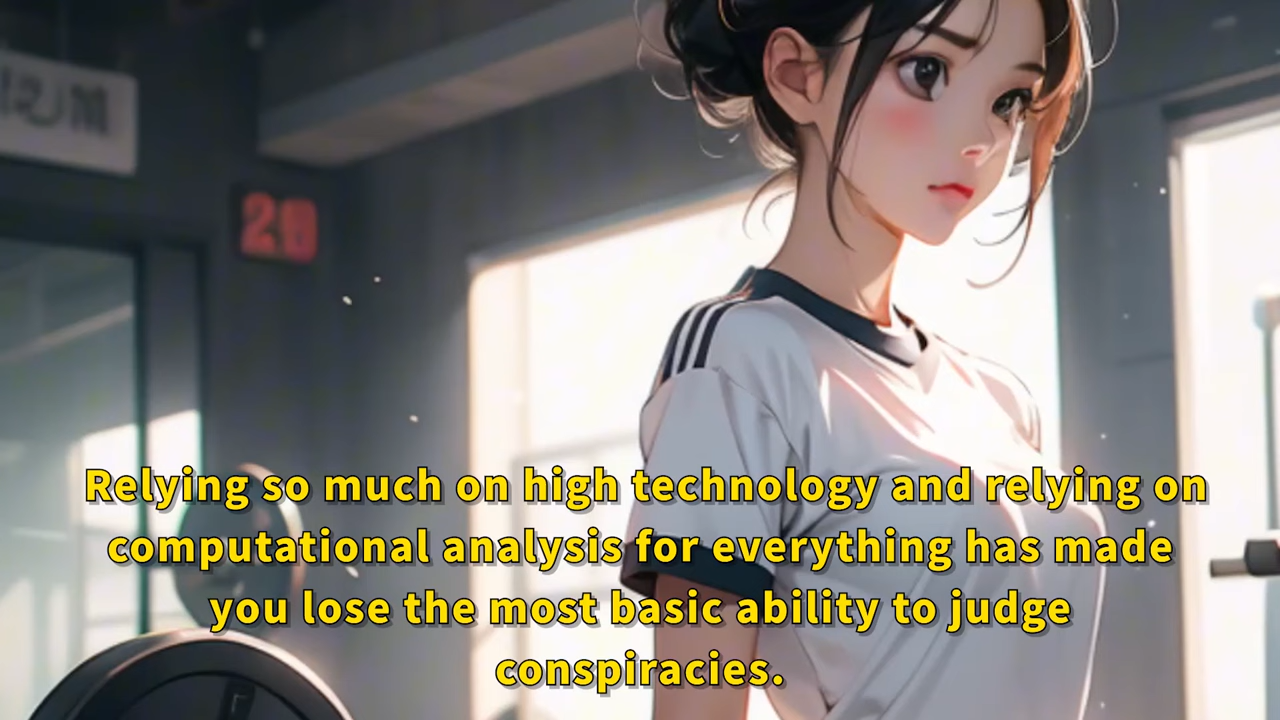 20
Relying so much on high technology and relying on
computational analysis for everything has made
you lose the most basic ability to judge
conspiracies.